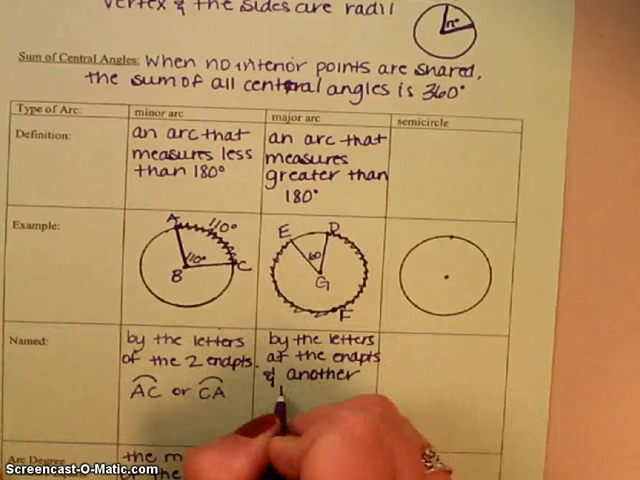 vertex & the sides are radii
n°
Sum of Central Angles: When no interior points are shared,
the sum of all central angles is 360°
Type of Arc: minor arc major arc semicircle
Definition:
an arc that
measures less
than 180°
an arc that
measures
greater than
180°
Example:
A 110°
110°
B C
E D
60
G
F
Named:
by the letters
of the 2 endpts.
AC or CA
by the letters
of the endpts
& another
Arc Degree
the m
of the
Screencast-O-Matic.com